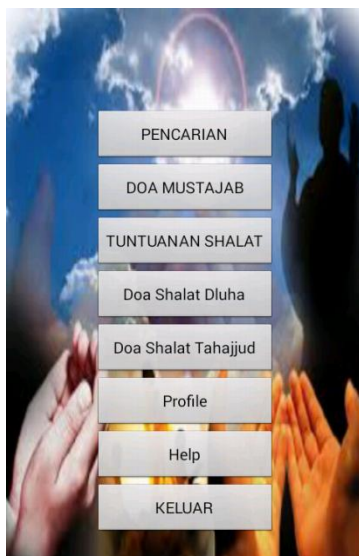 PENCARIAN
DOA MUSTAJAB
TUNTUANAN SHALAT
Doa Shalat Dluha
Doa Shalat Tahajjud
Profile
Help
KELUAR